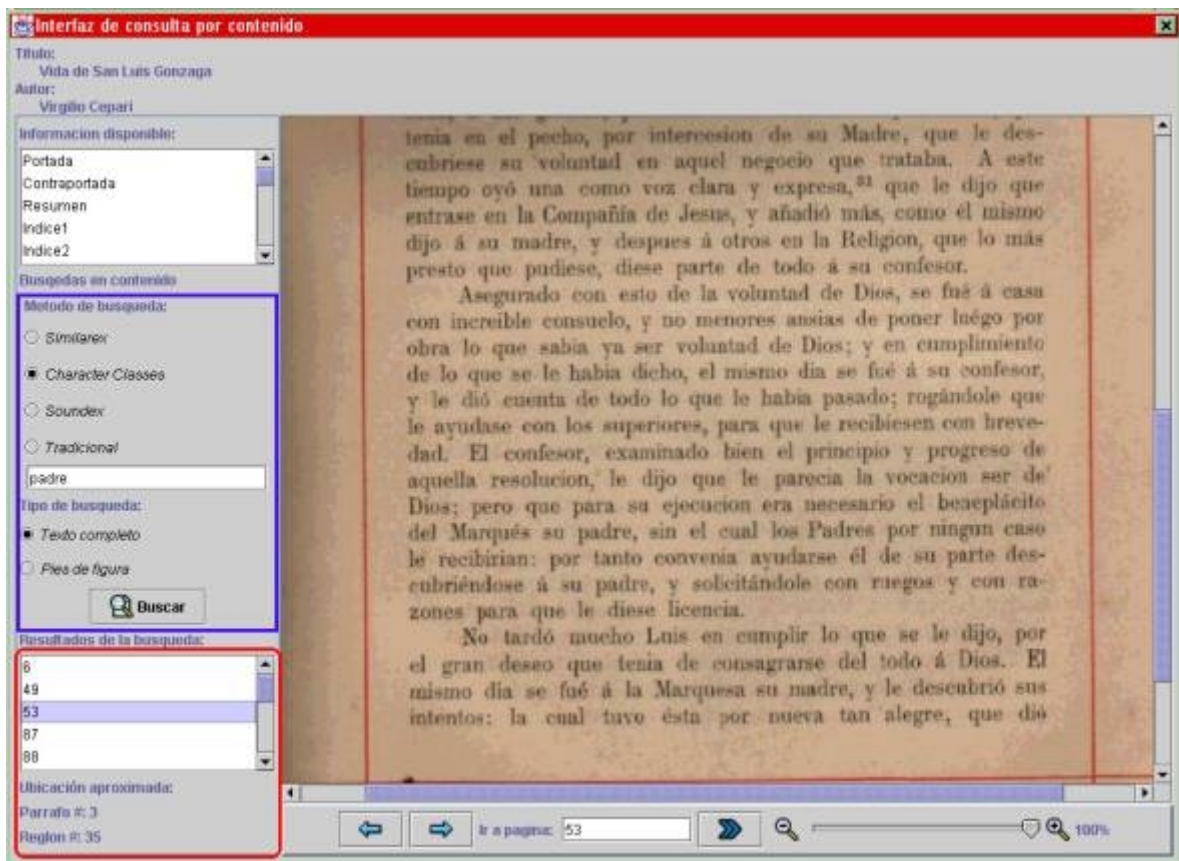 Interfaz de consulta por contenido
Titulo:
Vida de San Luis Gonzaga
Autor:
Virgilio Cepari
Informacion disponible:
Portada
Contraportada
Resumen
Indice1
Indice2
Busqedas en contenido
Metodo de busqueda:
Similarex
Character Classes
Soundex
Tradicional
padre
Tipo de busqueda:
Texto completo
Pies de figura
Buscar
Resultados de la busqueda:
6
49
53
87
88
Ubicación aproximada:
Parrafo #: 3
Reglon #: 35
tenia en el pecho, por intercesion de su Madre, que le des-
cubriese su voluntad en aquel negocio que trataba. A este
tiempo oyó una como voz clara y expresa,³¹ que le dijo que
entrase en la Compañía de Jesus, y añadió más, como él mismo
dijo á su madre, y despues á otros en la Religion, que lo más
presto que pudiese, diese parte de todo á su confesor.
Asegurado con esto de la voluntad de Dios, se fué á casa
con increible consuelo, y no menores ansias de poner luégo por
obra lo que sabia ya ser voluntad de Dios; y en cumplimiento
de lo que se le habia dicho, el mismo dia se fué á su confesor,
y le dió cuenta de todo lo que le habia pasado; rogándole que
le ayudase con los superiores, para que le recibiesen con breve-
dad. El confesor, examinado bien el principio y progreso de
aquella resolucion, le dijo que le parecia la vocacion ser de
Dios; pero que para su ejecucion era necesario el beneplácito
del Marqués su padre, sin el cual los Padres por ningun caso
le recibirian: por tanto convenia ayudarse él de su parte des-
cubriéndose á su padre, y solicitándole con ruegos y con ra-
zones para que le diese licencia.
No tardó mucho Luis en cumplir lo que se le dijo, por
el gran deseo que tenia de consagrarse del todo á Dios. El
mismo dia se fué á la Marquesa su madre, y le descubrió sus
intentos: la cual tuvo ésta por nueva tan alegre, que dió
Ir a pagina: 53
100%